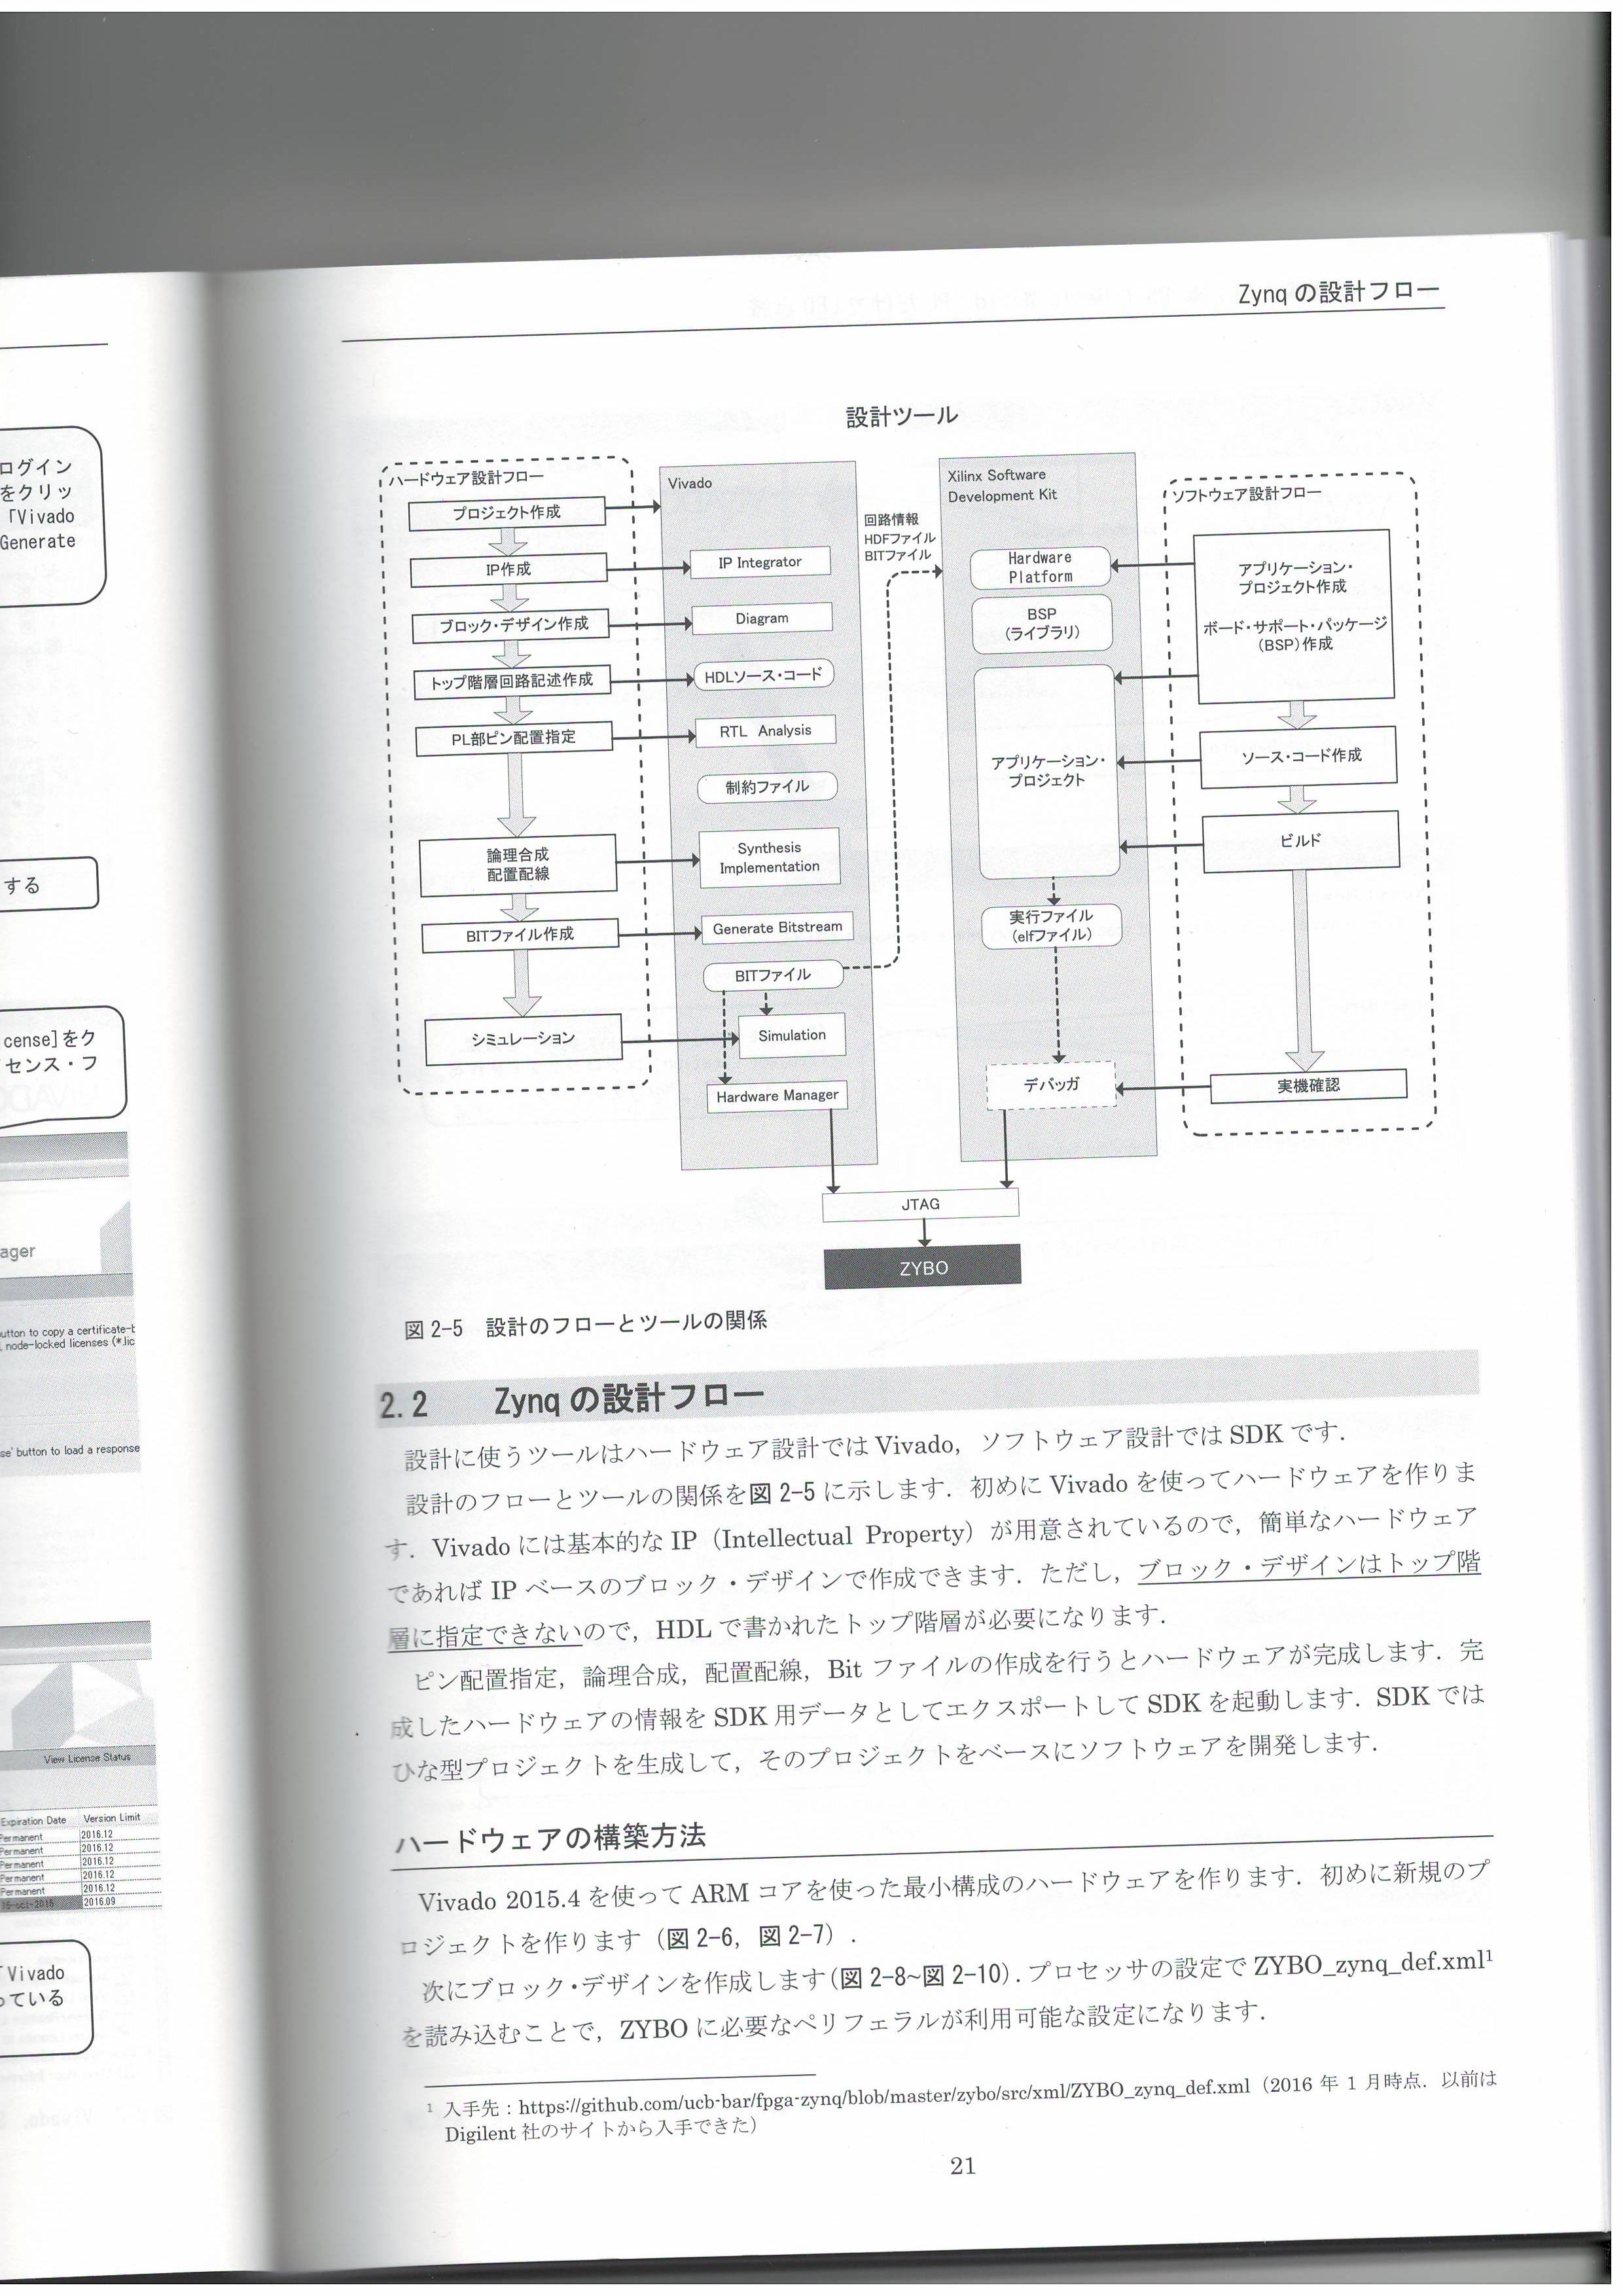 ログイン
をクリッ
「Vivado
Generate
する
cense]をク
センス・フ
ager
utton to copy a certificate-b
, node-locked licenses (*.lic
se' button to load a response
View License Status
Expiration Date Version Limit
Permanent 2016.12
Permanent 2016.12
Permanent 2016.12
Permanent 2016.12
Permanent 2016.12
2016.09
「Vivado
っている
Zynq の設計フロー
設計ツール
ハードウェア設計フロー
プロジェクト作成
IP作成
ブロック・デザイン作成
トップ階層回路記述作成
PL部ピン配置指定
論理合成
配置配線
BITファイル作成
シミュレーション
Vivado
IP Integrator
Diagram
HDLソース・コード
RTL Analysis
制約ファイル
Synthesis
Implementation
Generate Bitstream
BITファイル
Simulation
Hardware Manager
回路情報
HDFファイル
BITファイル
Xilinx Software
Development Kit
Hardware
Platform
BSP
(ライブラリ)
アプリケーション・
プロジェクト
実行ファイル
(elfファイル)
デバッガ
ソフトウェア設計フロー
アプリケーション・
プロジェクト作成
ボード・サポート・パッケージ
(BSP)作成
ソース・コード作成
ビルド
実機確認
JTAG
ZYBO
図 2-5 設計のフローとツールの関係
2.2 Zynq の設計フロー
設計に使うツールはハードウェア設計では Vivado，ソフトウェア設計では SDK です．
設計のフローとツールの関係を図 2-5 に示します．初めに Vivado を使ってハードウェアを作りま
す．Vivado には基本的な IP（Intellectual Property）が用意されているので，簡単なハードウェア
であれば IP ベースのブロック・デザインで作成できます．ただし，ブロック・デザインはトップ階
層に指定できないので，HDL で書かれたトップ階層が必要になります．
ピン配置指定，論理合成，配置配線，Bit ファイルの作成を行うとハードウェアが完成します．完
成したハードウェアの情報を SDK 用データとしてエクスポートして SDK を起動します．SDK では
ひな型プロジェクトを生成して，そのプロジェクトをベースにソフトウェアを開発します．
ハードウェアの構築方法
Vivado 2015.4 を使って ARM コアを使った最小構成のハードウェアを作ります．初めに新規のプ
ロジェクトを作ります（図 2-6，図 2-7）．
次にブロック・デザインを作成します（図 2-8~図 2-10）．プロセッサの設定で ZYBO_zynq_def.xml1
を読み込むことで，ZYBO に必要なペリフェラルが利用可能な設定になります．
1 入手先：https://github.com/ucb-bar/fpga-zynq/blob/master/zybo/src/xml/ZYBO_zynq_def.xml（2016 年 1 月時点．以前は
Digilent 社のサイトから入手できた）
21